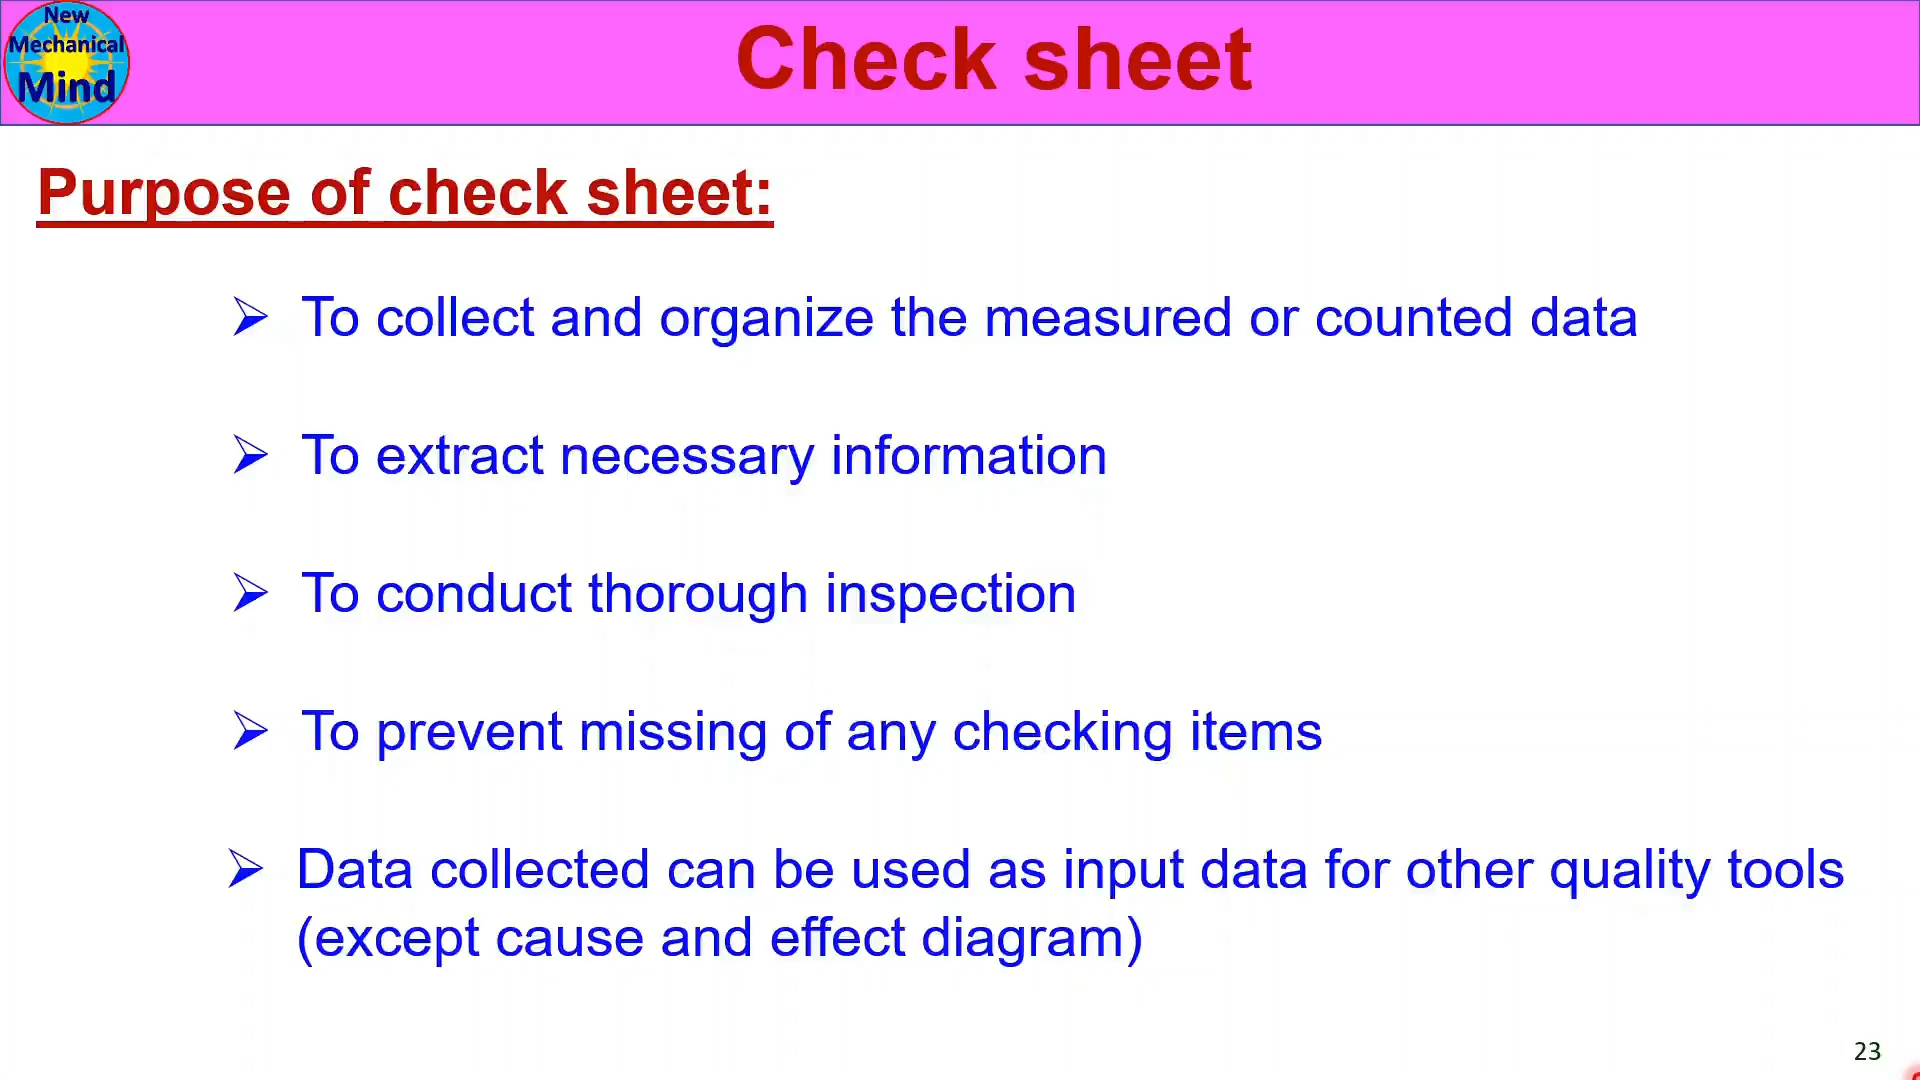 New
Mechanical
Mind
Check sheet
Purpose of check sheet:
To collect and organize the measured or counted data
To extract necessary information
To conduct thorough inspection
To prevent missing of any checking items
Data collected can be used as input data for other quality tools
(except cause and effect diagram)
23